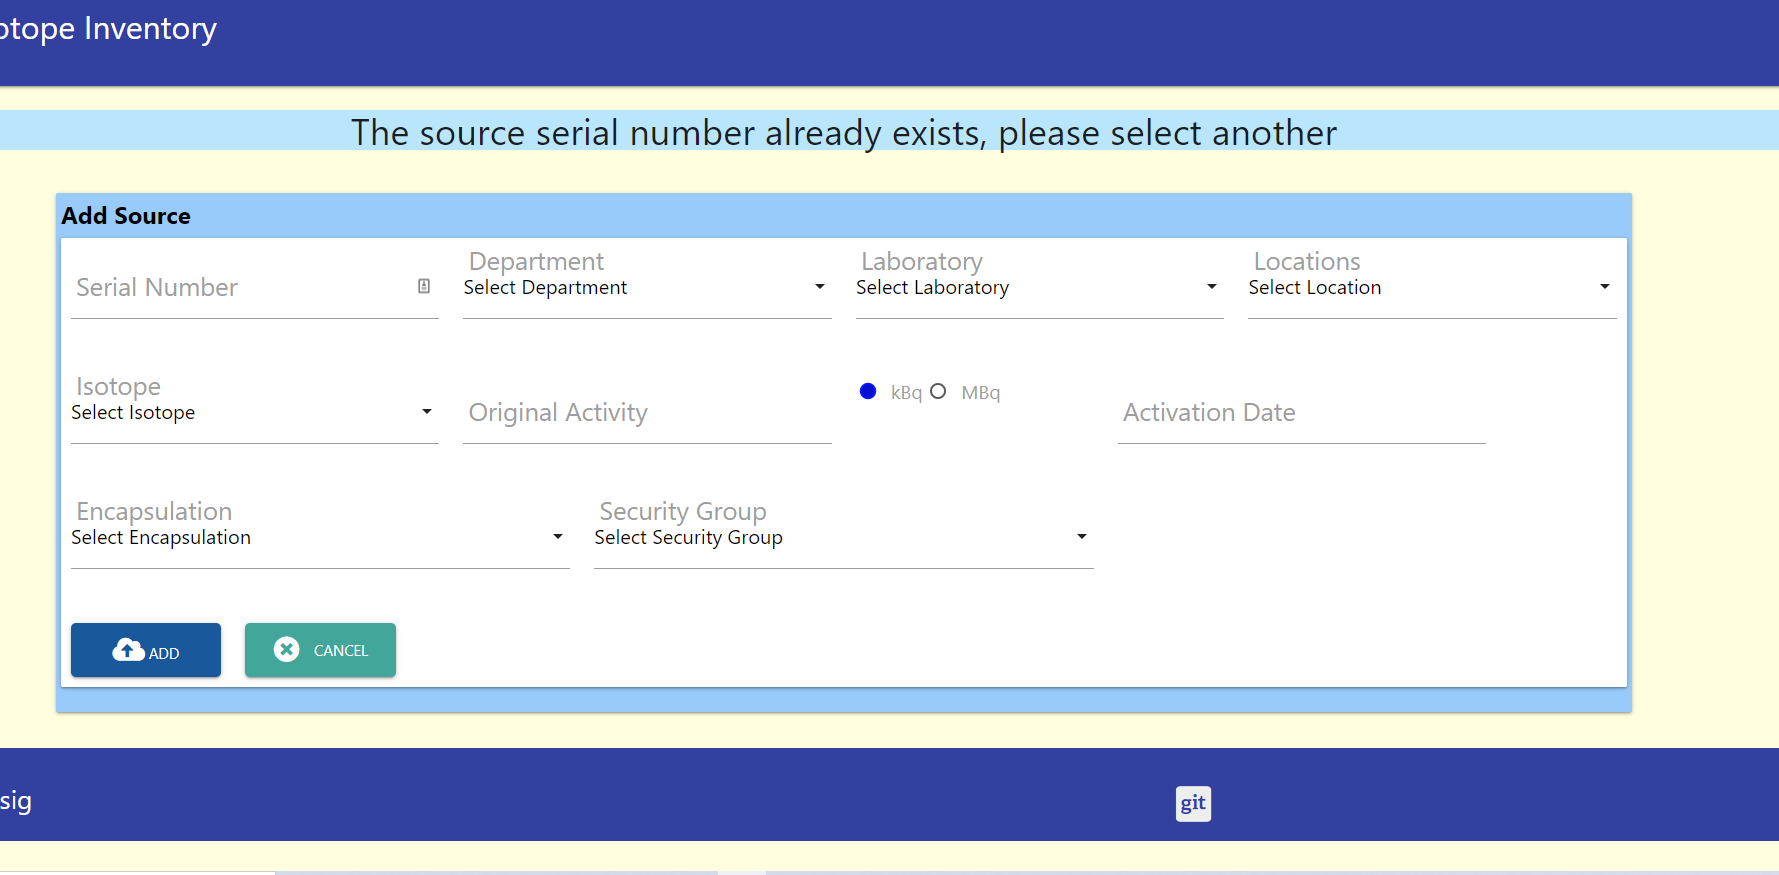 otope Inventory
The source serial number already exists, please select another
Add Source
Serial Number
Department
Select Department
Laboratory
Select Laboratory
Locations
Select Location
Isotope
Select Isotope
Original Activity
kBq MBq
Activation Date
Encapsulation
Select Encapsulation
Security Group
Select Security Group
ADD
CANCEL
sig
git